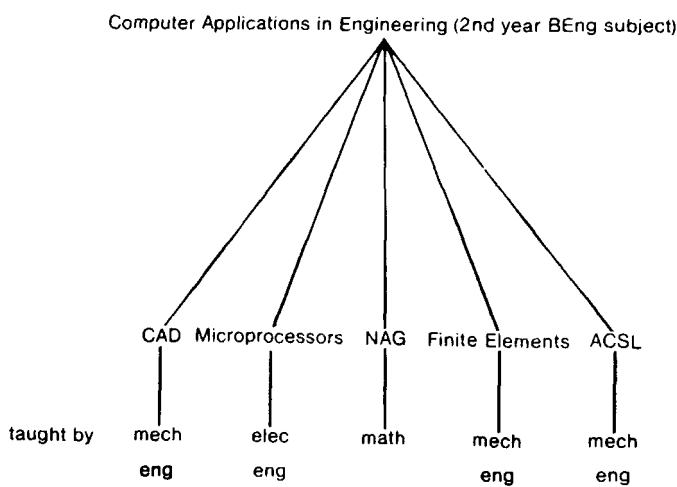 Computer Applications in Engineering (2nd year BEng subject)
CAD Microprocessors NAG Finite Elements ACSL
taught by mech elec math mech mech
eng eng eng eng